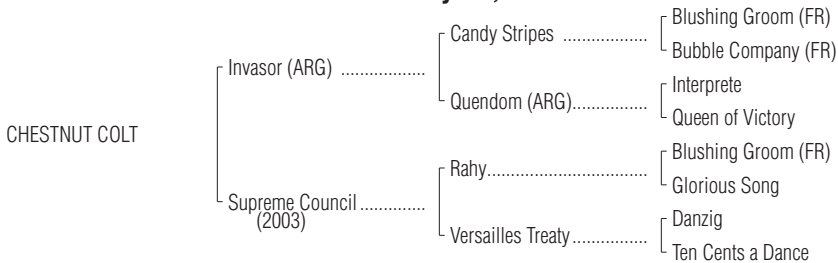 Blushing Groom (FR)
Candy Stripes ..................
Bubble Company (FR)
Invasor (ARG) ..................
Interprete
Quendom (ARG)................
Queen of Victory
CHESTNUT COLT
Blushing Groom (FR)
Rahy.................................
Glorious Song
Supreme Council ..............
(2003)
Danzig
Versailles Treaty................
Ten Cents a Dance